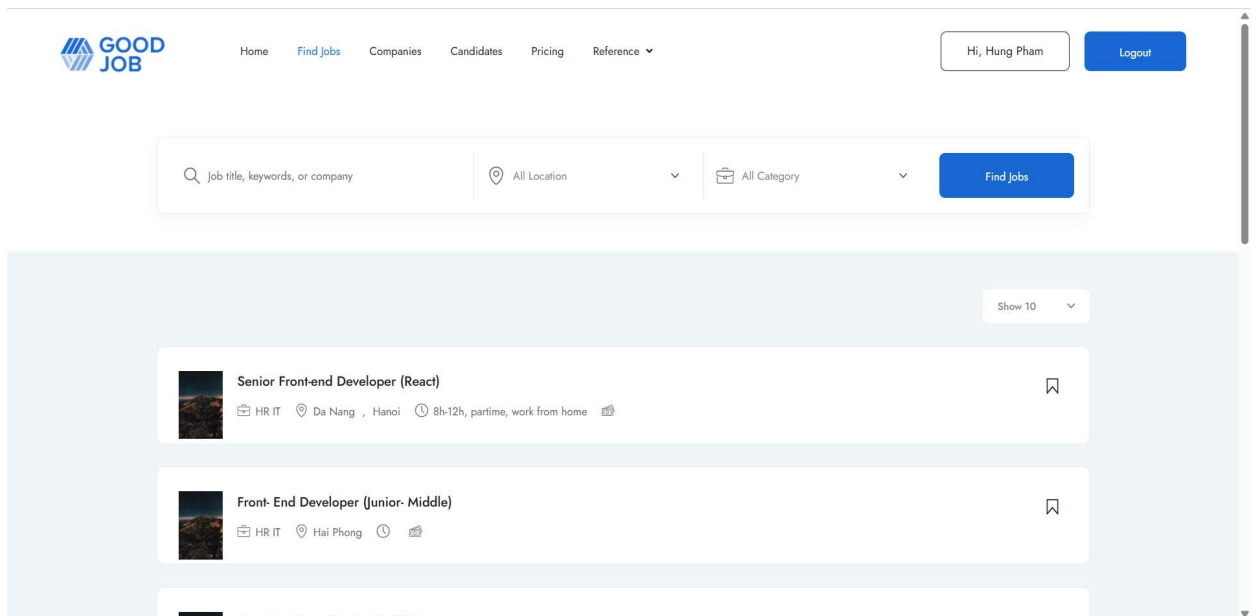 GOOD JOB
Home Find Jobs Companies Candidates Pricing Reference
Hi, Hung Pham
Logout
Job title, keywords, or company
All Location
All Category
Find Jobs
Show 10
Senior Front-end Developer (React)
HR IT Da Nang , Hanoi 8h-12h, partime, work from home
Front- End Developer (Junior- Middle)
HR IT Hai Phong